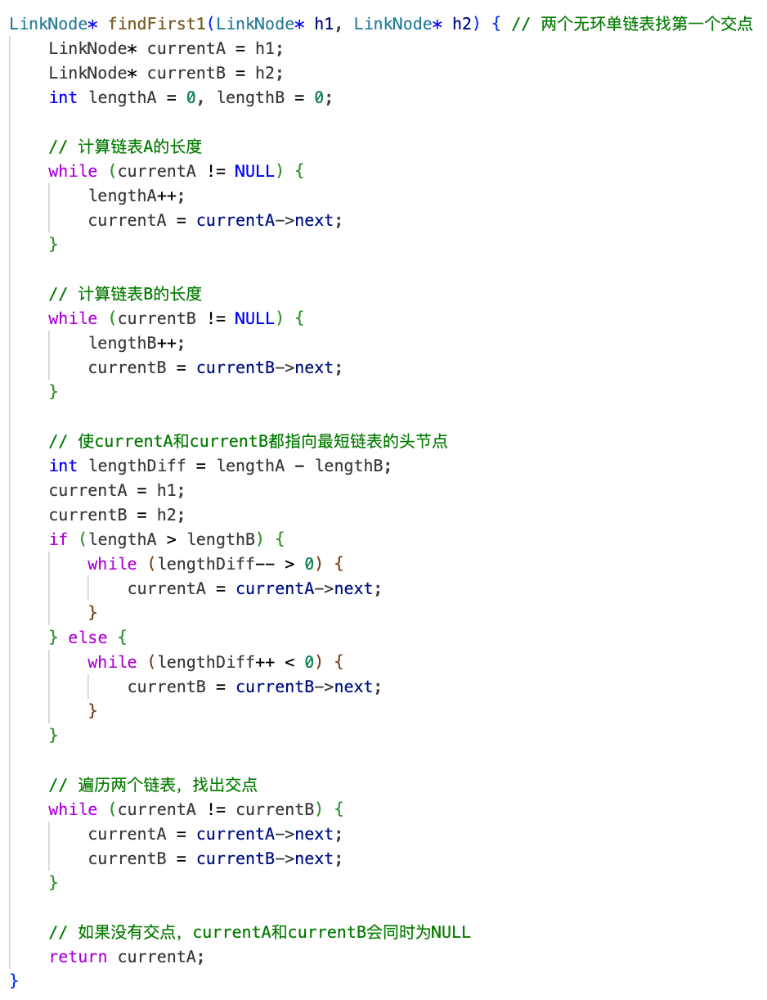 LinkNode* findFirst1(LinkNode* h1, LinkNode* h2) { // 两个无环单链表找第一个交点
    LinkNode* currentA = h1;
    LinkNode* currentB = h2;
    int lengthA = 0, lengthB = 0;

    // 计算链表A的长度
    while (currentA != NULL) {
        lengthA++;
        currentA = currentA->next;
    }

    // 计算链表B的长度
    while (currentB != NULL) {
        lengthB++;
        currentB = currentB->next;
    }

    // 使currentA和currentB都指向最短链表的头节点
    int lengthDiff = lengthA - lengthB;
    currentA = h1;
    currentB = h2;
    if (lengthA > lengthB) {
        while (lengthDiff-- > 0) {
            currentA = currentA->next;
        }
    } else {
        while (lengthDiff++ < 0) {
            currentB = currentB->next;
        }
    }

    // 遍历两个链表，找出交点
    while (currentA != currentB) {
        currentA = currentA->next;
        currentB = currentB->next;
    }

    // 如果没有交点，currentA和currentB会同时为NULL
    return currentA;
}